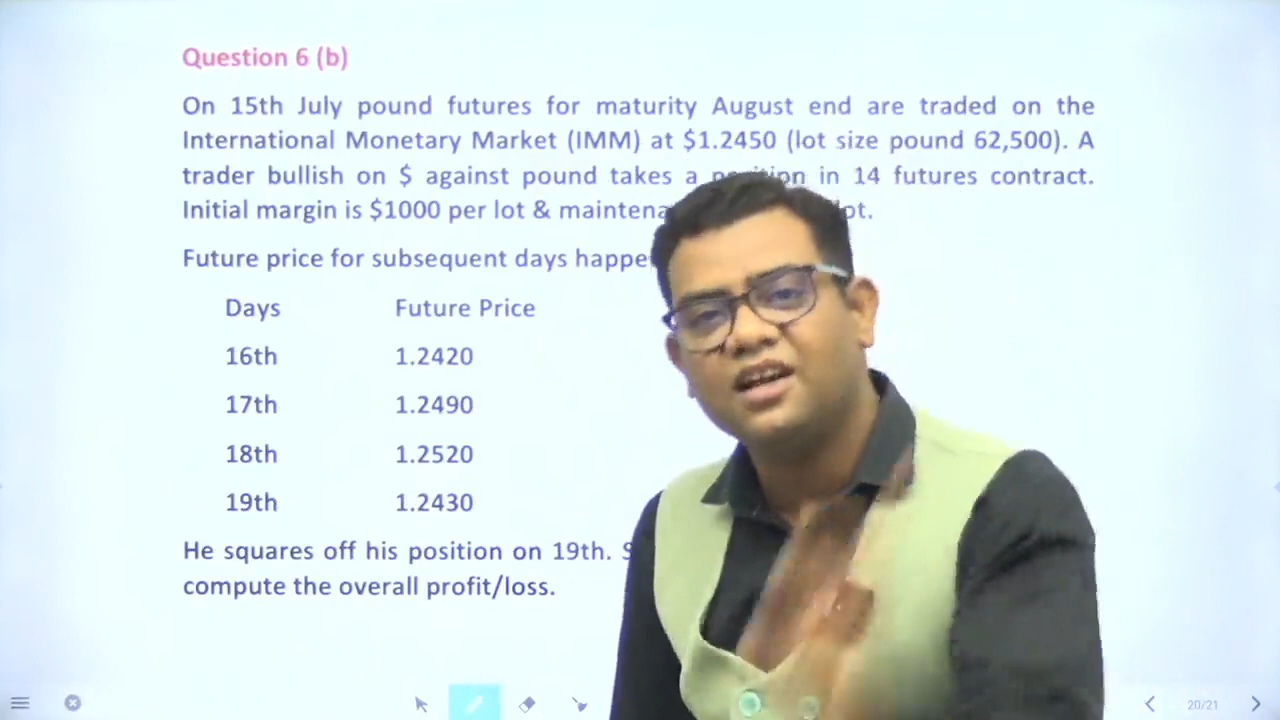 Question 6 (b)
On 15th July pound futures for maturity August end are traded on the
International Monetary Market (IMM) at $1.2450 (lot size pound 62,500). A
trader bullish on $ against pound takes a position in 14 futures contract.
Initial margin is $1000 per lot & maintena
Future price for subsequent days happe
Days Future Price
16th 1.2420
17th 1.2490
18th 1.2520
19th 1.2430
He squares off his position on 19th.
compute the overall profit/loss.
20/21